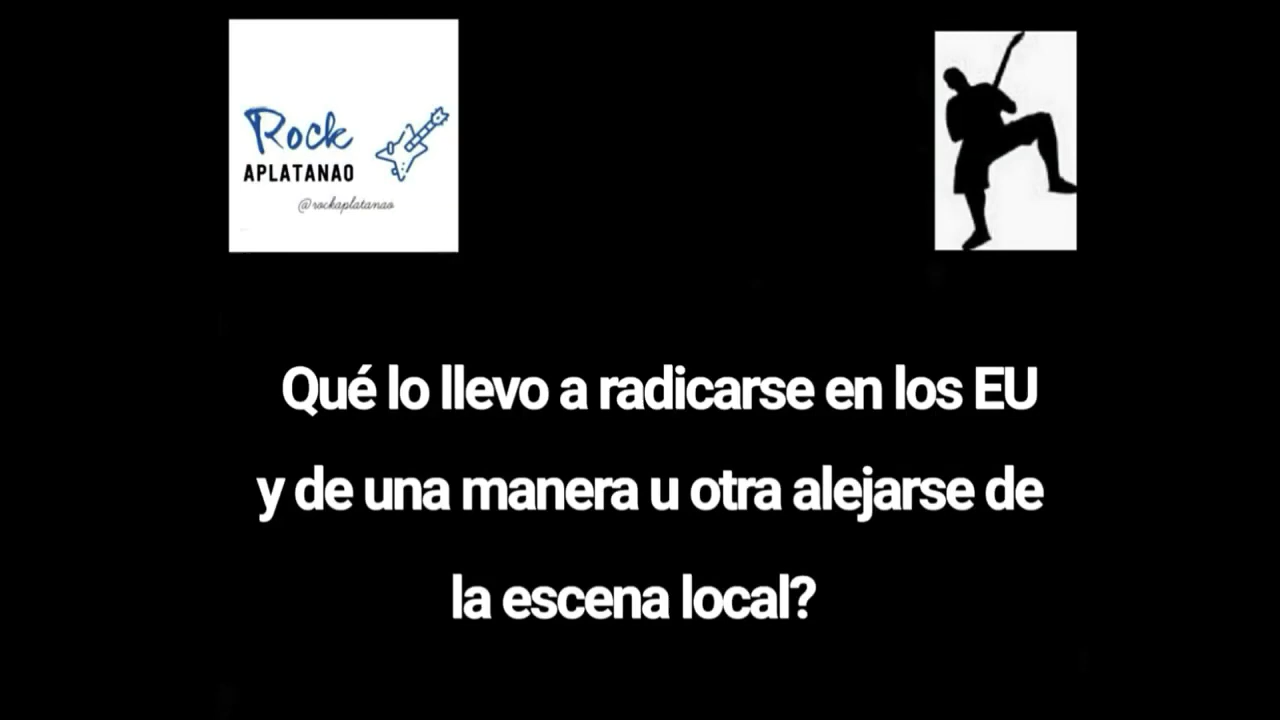 Rock
APLATANAO
@rockaplatanao
Qué lo llevo a radicarse en los EU
y de una manera u otra alejarse de
la escena local?